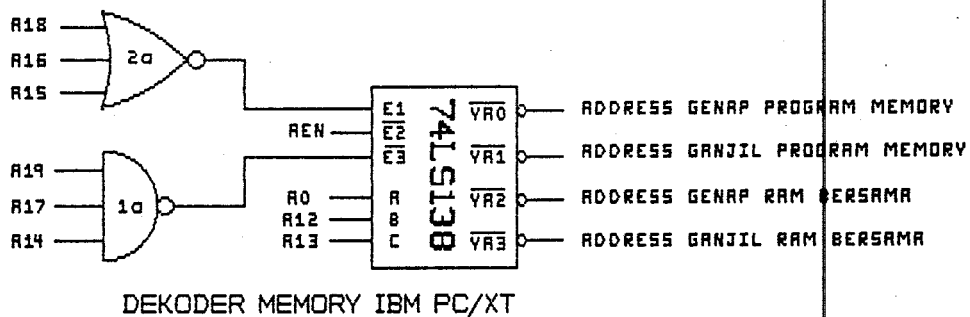 A18
A16
A15
2a
A19
A17
A14
1a
AEN
A0
A12
A13
E1
E2
E3
A
B
C
74LS138
YA0
YA1
YA2
YA3
ADDRESS GENAP PROGRAM MEMORY
ADDRESS GANJIL PROGRAM MEMORY
ADDRESS GENAP RAM BERSAMA
ADDRESS GANJIL RAM BERSAMA
DEKODER MEMORY IBM PC/XT